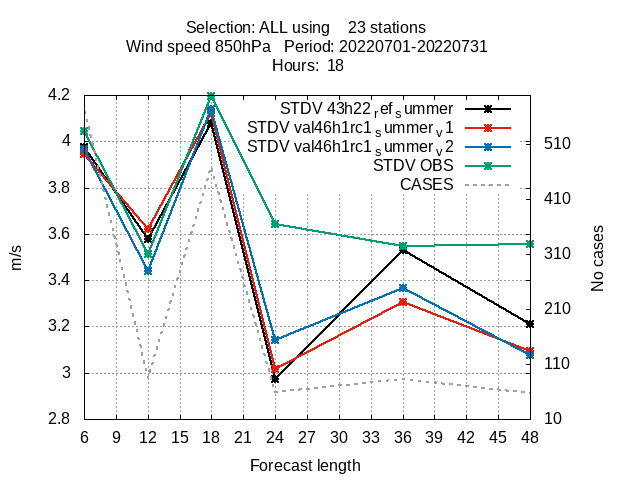 Selection: ALL using    23 stations
Wind speed 850hPa   Period: 20220701-20220731
Hours:  18
STDV 43h22refsummer
STDV val46h1rc1summerv1
STDV val46h1rc1summerv2
STDV OBS
CASES
4.2
4
3.8
3.6
3.4
3.2
3
2.8
m/s
510
410
310
210
110
10
No cases
6 9 12 15 18 21 24 27 30 33 36 39 42 45 48
Forecast length